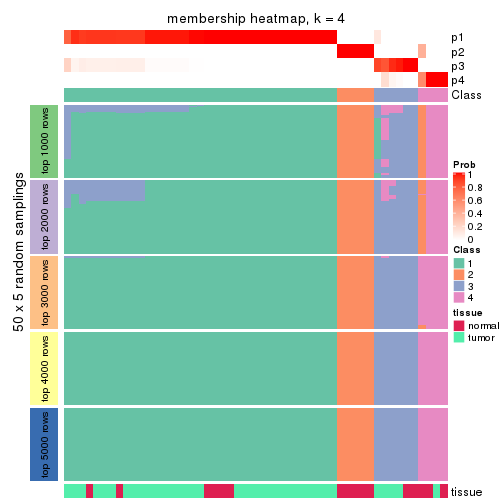 membership heatmap, k = 4
p1
p2
p3
p4
Class
50 x 5 random samplings
top 1000 rows
top 2000 rows
top 3000 rows
top 4000 rows
top 5000 rows
Prob
1
0.8
0.6
0.4
0.2
0
Class
1
2
3
4
tissue
normal
tumor
tissue